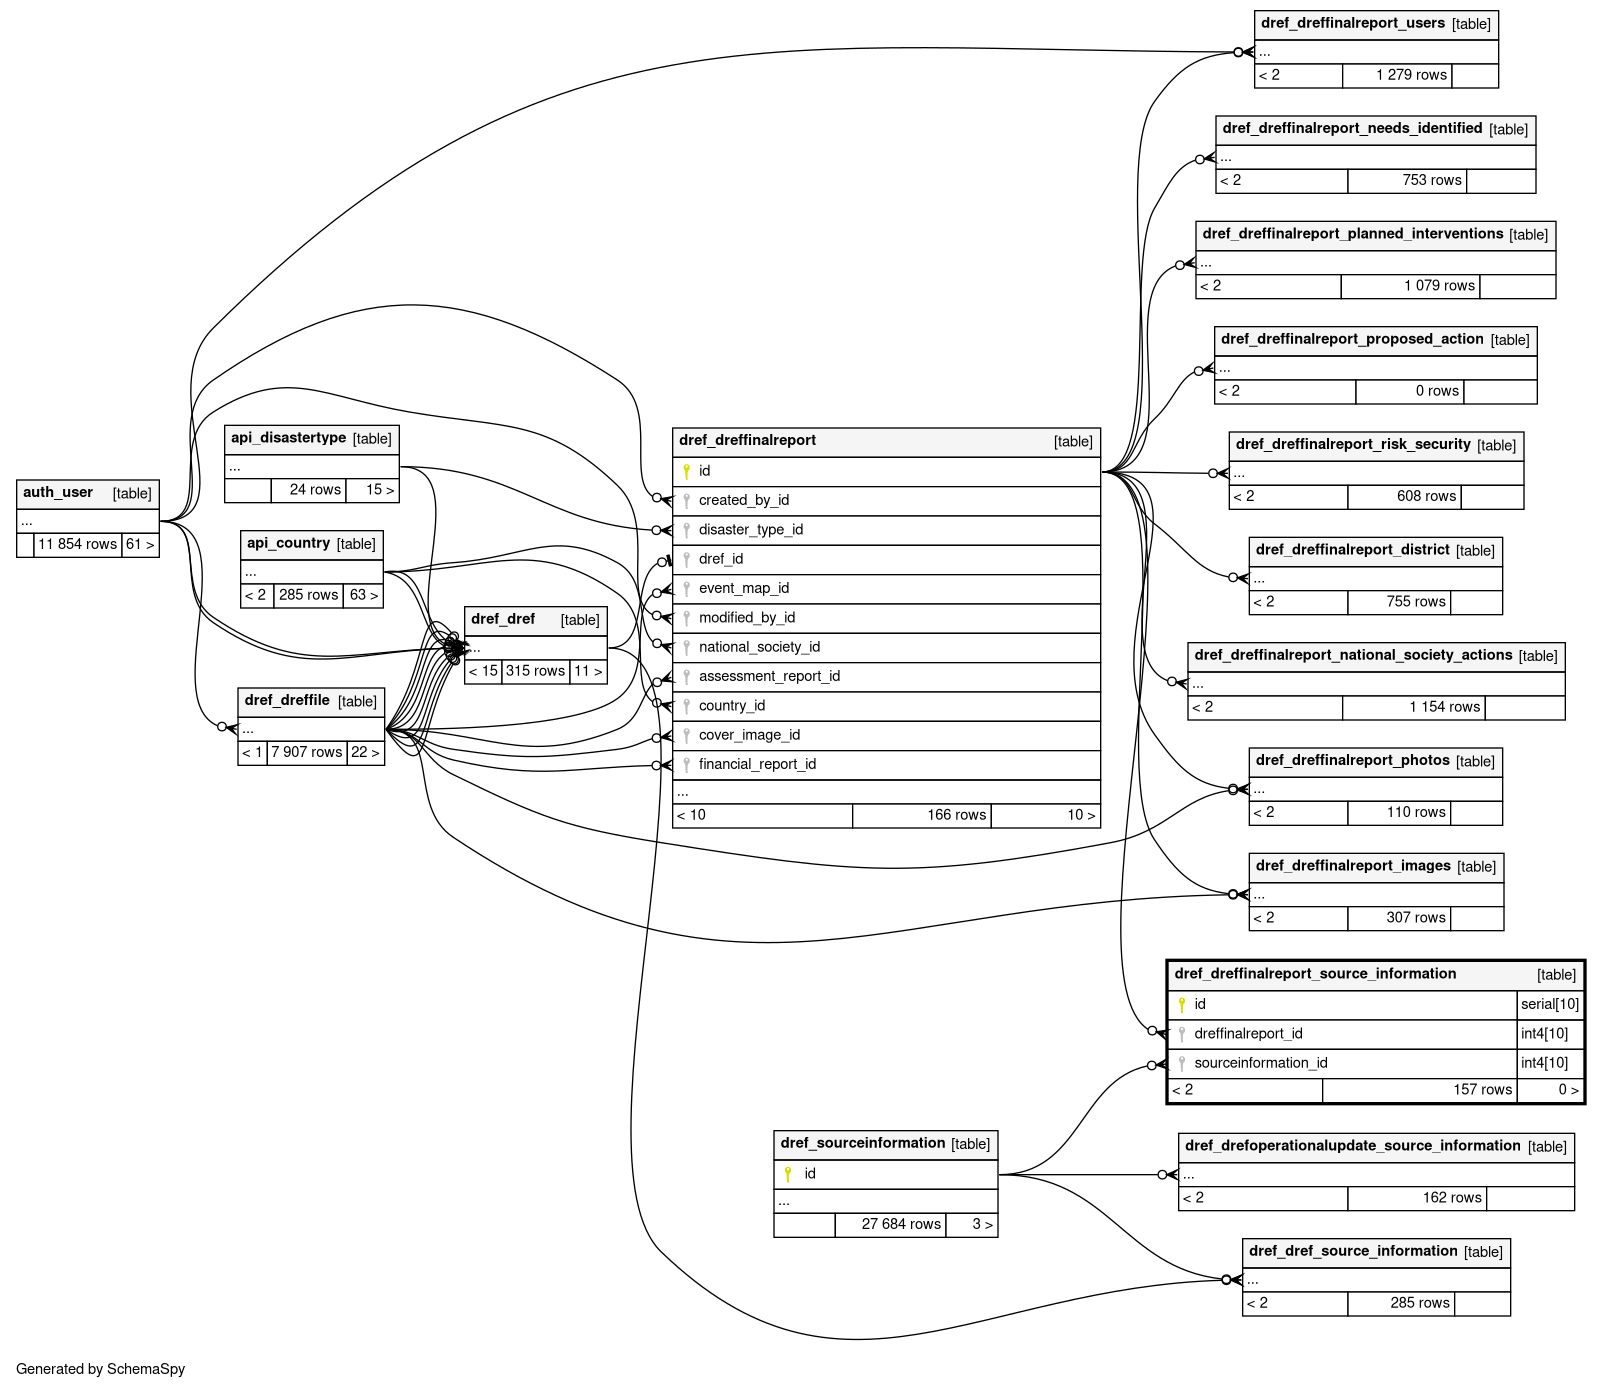 dref_dreffinalreport_users [table]
...
< 2 1 279 rows
dref_dreffinalreport_needs_identified [table]
...
< 2 753 rows
dref_dreffinalreport_planned_interventions [table]
...
< 2 1 079 rows
dref_dreffinalreport_proposed_action [table]
...
< 2 0 rows
dref_dreffinalreport_risk_security [table]
...
< 2 608 rows
dref_dreffinalreport_district [table]
...
< 2 755 rows
dref_dreffinalreport_national_society_actions [table]
...
< 2 1 154 rows
dref_dreffinalreport_photos [table]
...
< 2 110 rows
dref_dreffinalreport_images [table]
...
< 2 307 rows
dref_dreffinalreport_source_information [table]
id serial[10]
dreffinalreport_id int4[10]
sourceinformation_id int4[10]
< 2 157 rows 0 >
dref_drefoperationalupdate_source_information [table]
...
< 2 162 rows
dref_dref_source_information [table]
...
< 2 285 rows
dref_dreffinalreport [table]
id
created_by_id
disaster_type_id
dref_id
event_map_id
modified_by_id
national_society_id
assessment_report_id
country_id
cover_image_id
financial_report_id
...
< 10 166 rows 10 >
dref_sourceinformation [table]
id
...
27 684 rows 3 >
api_disastertype [table]
...
24 rows 15 >
auth_user [table]
...
11 854 rows 61 >
api_country [table]
...
< 2 285 rows 63 >
dref_dref [table]
...
< 15 315 rows 11 >
dref_dreffile [table]
...
< 1 7 907 rows 22 >
Generated by SchemaSpy